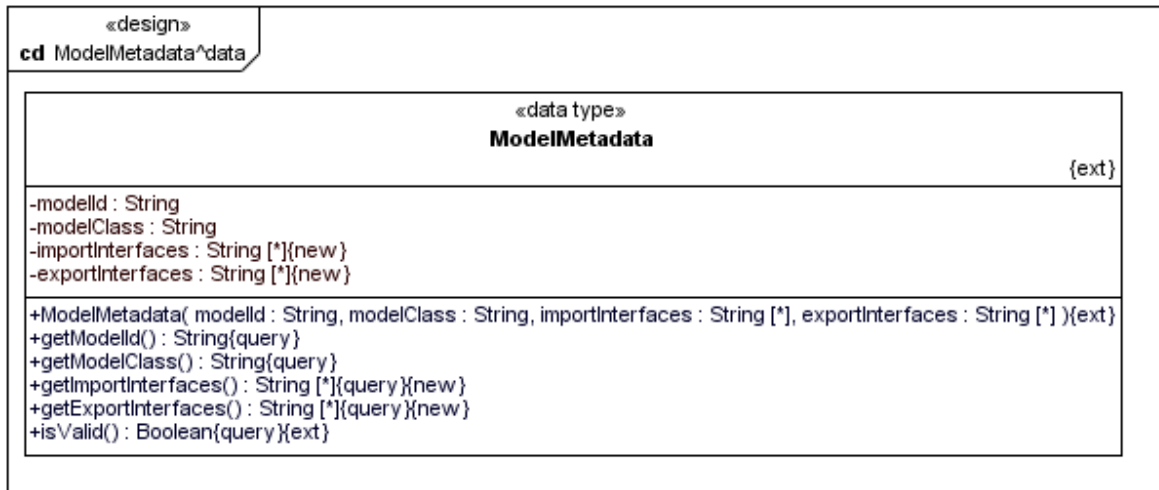 «design»
cd ModelMetadata^data
«data type»
ModelMetadata
{ext}
-modelId : String
-modelClass : String
-importInterfaces : String [*]{new}
-exportInterfaces : String [*]{new}
+ModelMetadata( modelId : String, modelClass : String, importInterfaces : String [*], exportInterfaces : String [*] ){ext}
+getModelId() : String{query}
+getModelClass() : String{query}
+getImportInterfaces() : String [*]{query}{new}
+getExportInterfaces() : String [*]{query}{new}
+isValid() : Boolean{query}{ext}